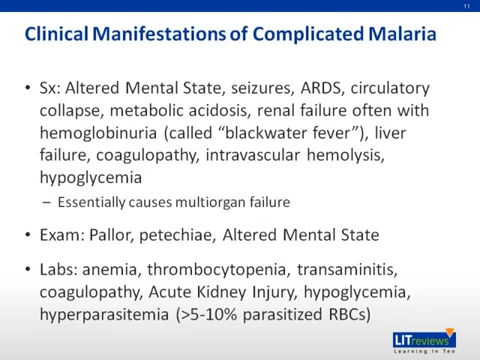 11
Clinical Manifestations of Complicated Malaria
• Sx: Altered Mental State, seizures, ARDS, circulatory
collapse, metabolic acidosis, renal failure often with
hemoglobinuria (called “blackwater fever”), liver
failure, coagulopathy, intravascular hemolysis,
hypoglycemia
– Essentially causes multiorgan failure
• Exam: Pallor, petechiae, Altered Mental State
• Labs: anemia, thrombocytopenia, transaminitis,
coagulopathy, Acute Kidney Injury, hypoglycemia,
hyperparasitemia (>5-10% parasitized RBCs)
LITreviews
Learning In Ten